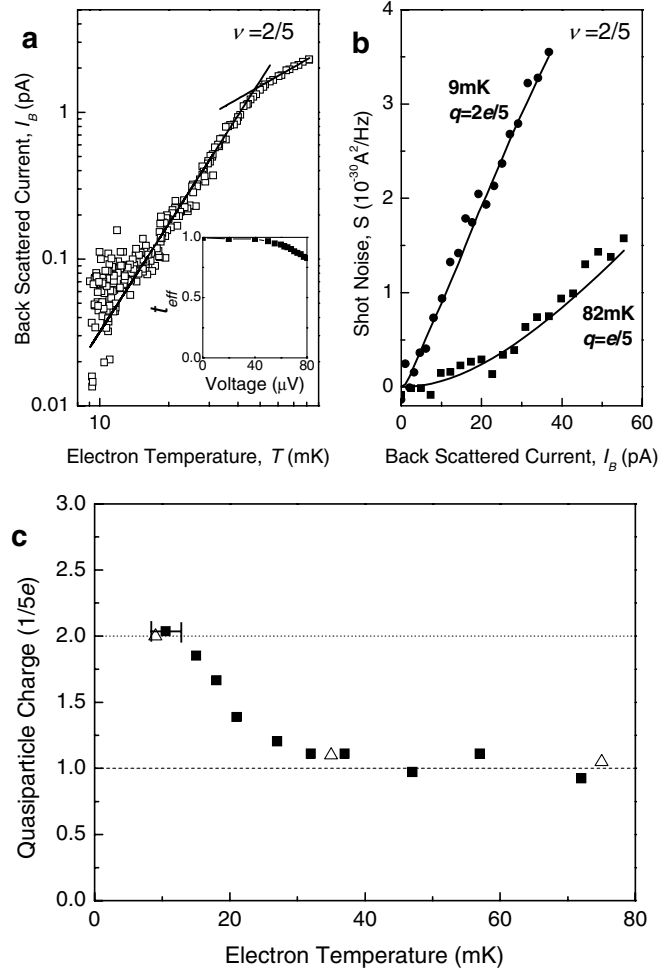 a
ν =2/5
Back Scattered Current, I_B (pA)
1
0.1
0.01
10
Electron Temperature, T (mK)
t_eff
1.0
0.5
0.0
0
40
80
Voltage (μV)
b
ν =2/5
Shot Noise, S (10⁻³⁰A²/Hz)
4
3
2
1
0
9mK
q=2e/5
82mK
q=e/5
0
20
40
60
Back Scattered Current, I_B (pA)
c
Quasiparticle Charge (1/5e)
3.0
2.5
2.0
1.5
1.0
0.5
0.0
0
20
40
60
80
Electron Temperature (mK)